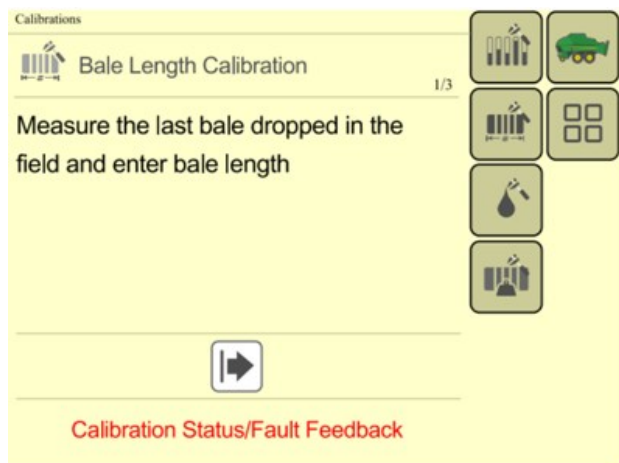 Calibrations
Bale Length Calibration
1/3
Measure the last bale dropped in the
field and enter bale length
Calibration Status/Fault Feedback